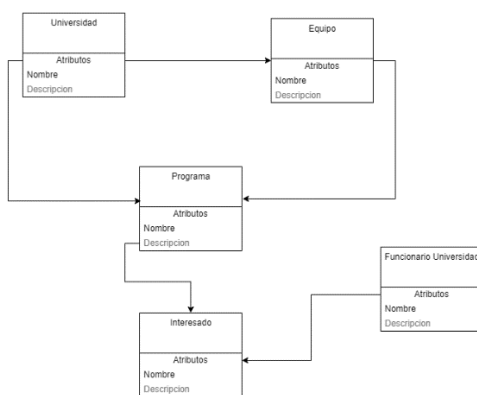 Universidad
Atributos
Nombre
Descripcion
Equipo
Atributos
Nombre
Descripcion
Programa
Atributos
Nombre
Descripcion
Funcionario Universidad
Atributos
Nombre
Descripcion
Interesado
Atributos
Nombre
Descripcion